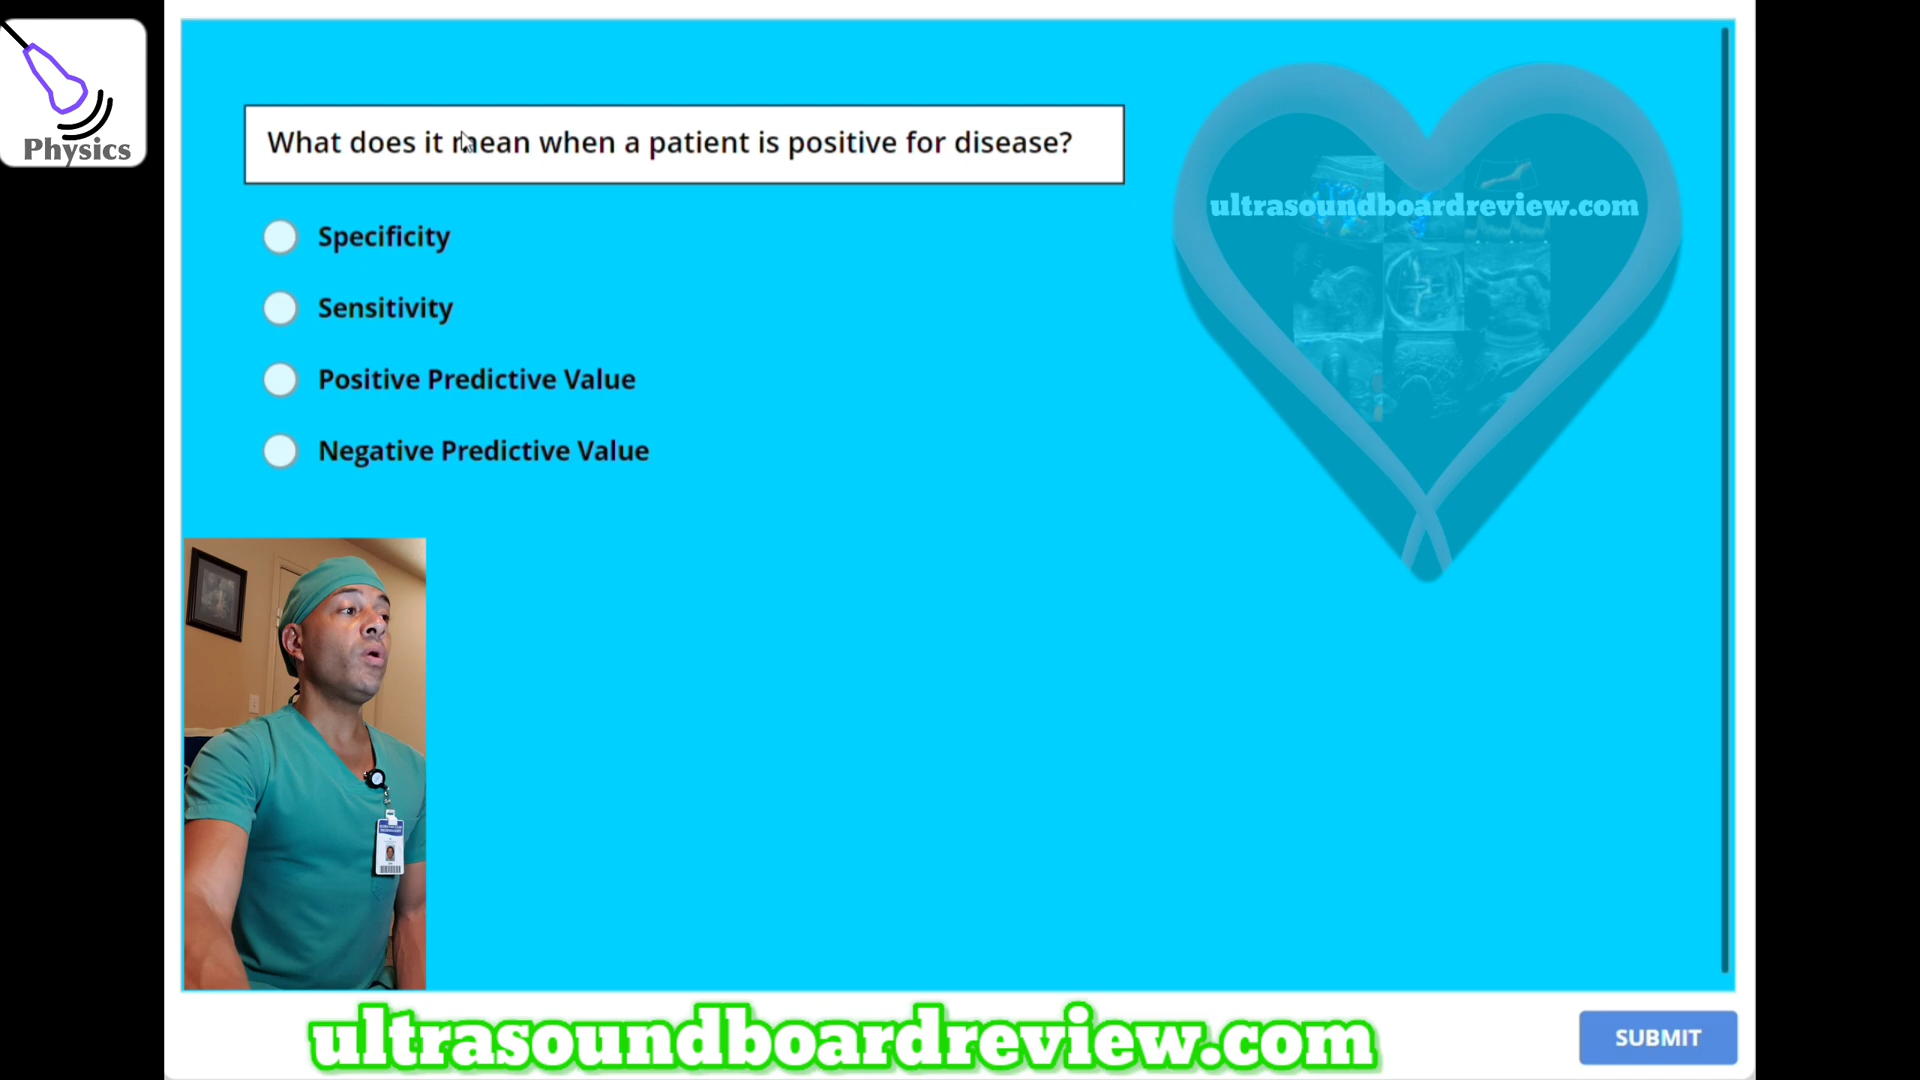 Physics
What does it mean when a patient is positive for disease?
ultrasoundboardreview.com
Specificity
Sensitivity
Positive Predictive Value
Negative Predictive Value
ultrasoundboardreview.com
SUBMIT